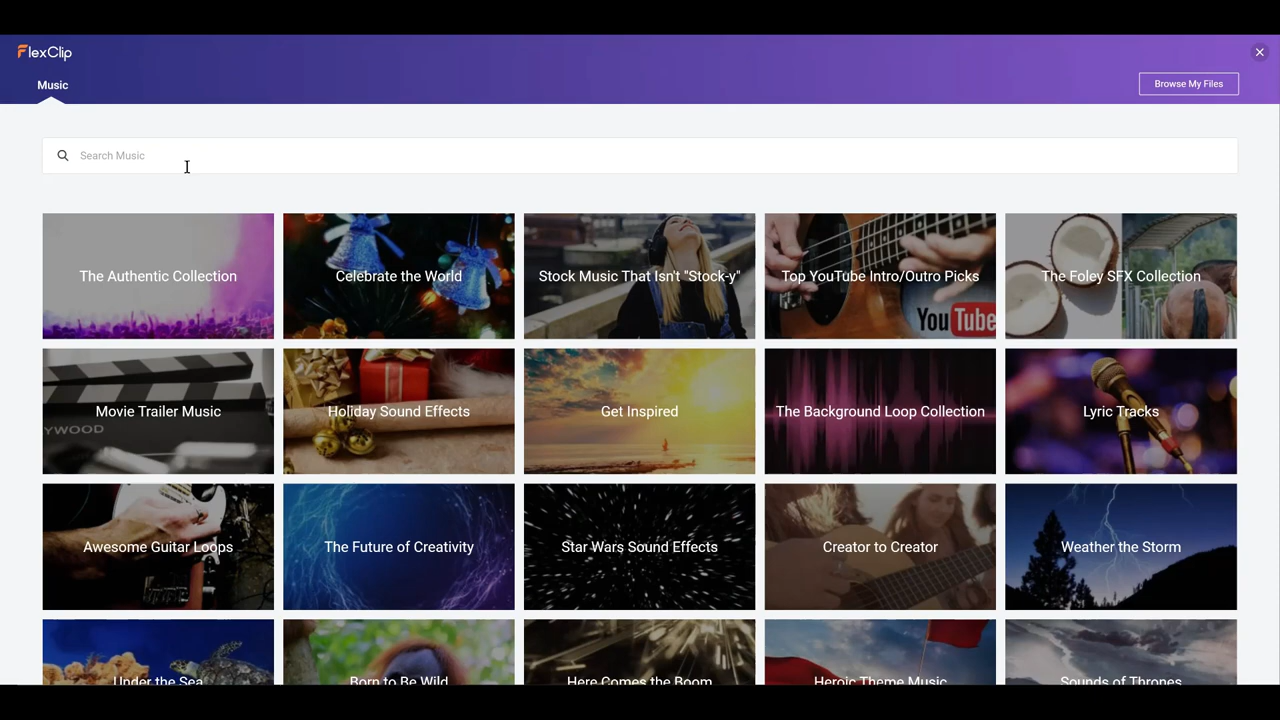 FlexClip
Music
Browse My Files
Search Music
The Authentic Collection
Celebrate the World
Stock Music That Isn't "Stock-y"
Top YouTube Intro/Outro Picks
YouTube
The Foley SFX Collection
Movie Trailer Music
YWOOD
Holiday Sound Effects
Get Inspired
The Background Loop Collection
Lyric Tracks
Awesome Guitar Loops
The Future of Creativity
Star Wars Sound Effects
Creator to Creator
Weather the Storm
Under the Sea
Born to Be Wild
Here Comes the Boom
Heroic Theme Music
Sounds of Thrones